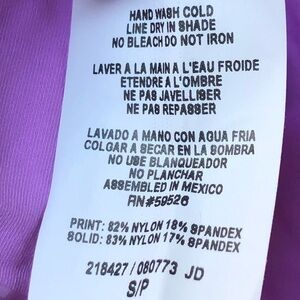 HAND WASH COLD
LINE DRY IN SHADE
NO BLEACH DO NOT IRON
LAVER A LA MAIN A L'EAU FROIDE
ETENDRE A L'OMBRE
NE PAS JAVELLISER
NE PAS REPASSER
LAVADO A MANO CON AGUA FRIA
COLGAR A SECAR EN LA SOMBRA
NO USE BLANQUEADOR
NO PLANCHAR
ASSEMBLED IN MEXICO
RN#59526
PRINT: 82% NYLON 18% SPANDEX
SOLID: 83% NYLON 17% SPANDEX
218427 / 080773 JD
S/P